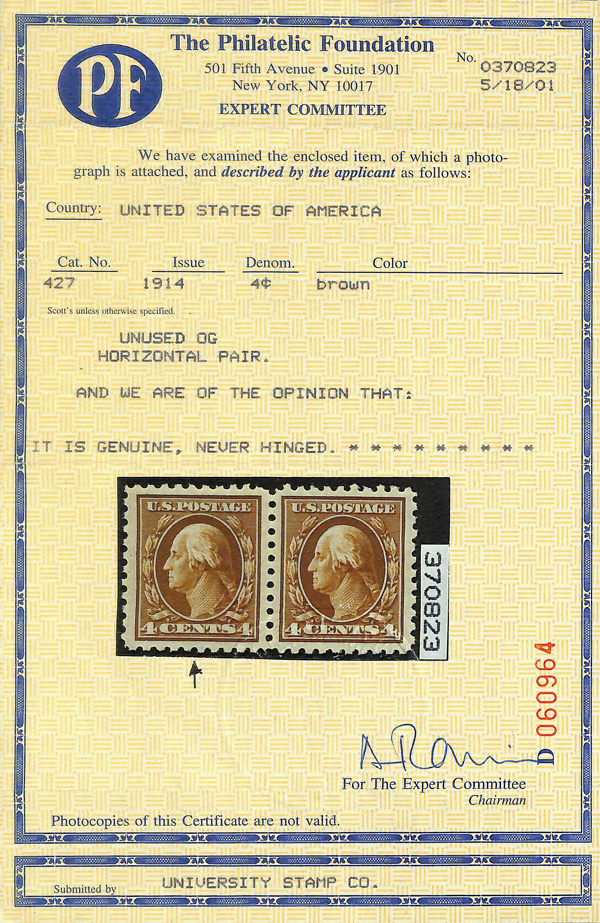 PF
The Philatelic Foundation
501 Fifth Avenue • Suite 1901
New York, NY 10017
EXPERT COMMITTEE
No. 0370823
5/18/01
We have examined the enclosed item, of which a photo-
graph is attached, and described by the applicant as follows:
Country: UNITED STATES OF AMERICA
Cat. No. Issue Denom. Color
427 1914 4¢ brown
Scott's unless otherwise specified.
UNUSED OG
HORIZONTAL PAIR.
AND WE ARE OF THE OPINION THAT:
IT IS GENUINE, NEVER HINGED. * * * * * * * * *
U.S. POSTAGE U.S. POSTAGE
4 CENTS 4 4 CENTS 4
370823
D 060964
For The Expert Committee
Chairman
Photocopies of this Certificate are not valid.
Submitted by UNIVERSITY STAMP CO.